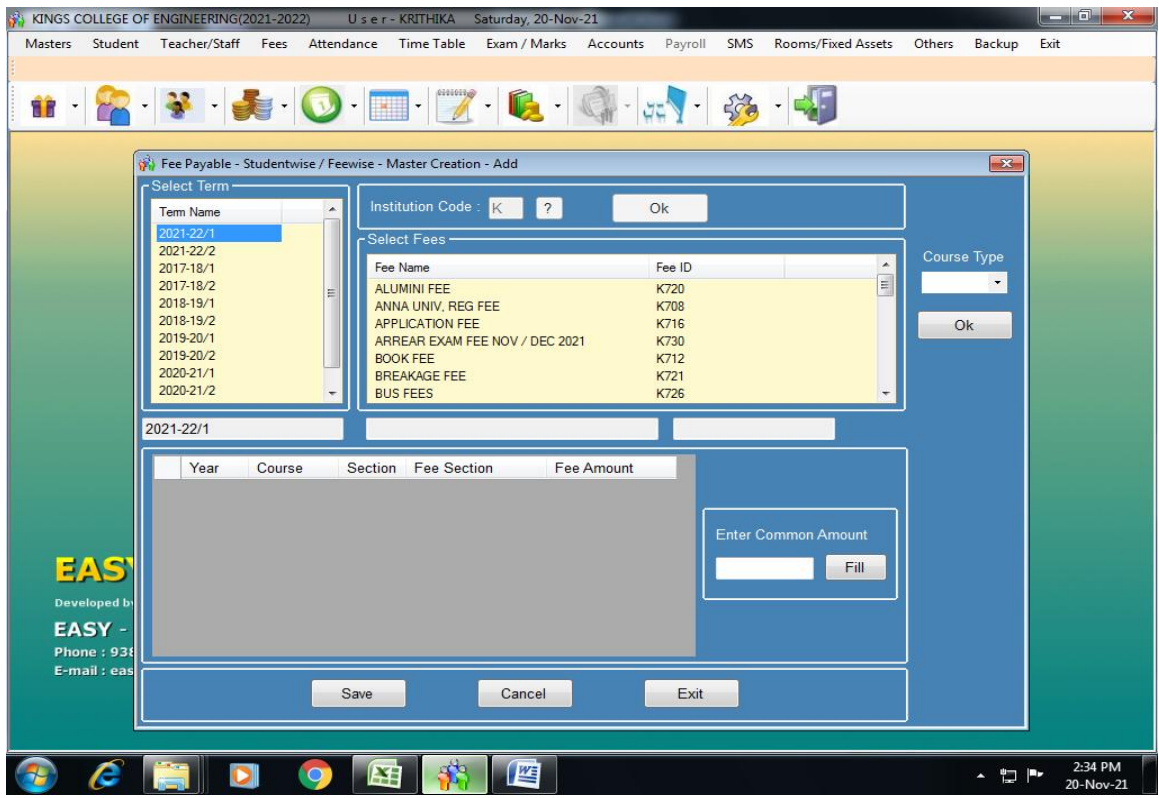 KINGS COLLEGE OF ENGINEERING(2021-2022) U s e r - KRITHIKA Saturday, 20-Nov-21
Masters Student Teacher/Staff Fees Attendance Time Table Exam / Marks Accounts Payroll SMS Rooms/Fixed Assets Others Backup Exit
Fee Payable - Studentwise / Feewise - Master Creation - Add
Select Term
Term Name
2021-22/1
2021-22/2
2017-18/1
2017-18/2
2018-19/1
2018-19/2
2019-20/1
2019-20/2
2020-21/1
2020-21/2
Institution Code : K ? Ok
Select Fees
Fee Name Fee ID
ALUMINI FEE K720
ANNA UNIV, REG FEE K708
APPLICATION FEE K716
ARREAR EXAM FEE NOV / DEC 2021 K730
BOOK FEE K712
BREAKAGE FEE K721
BUS FEES K726
Course Type
Ok
2021-22/1
Year Course Section Fee Section Fee Amount
Enter Common Amount
Fill
Save Cancel Exit
EASY
Developed by
EASY -
Phone : 938
E-mail : eas
2:34 PM
20-Nov-21